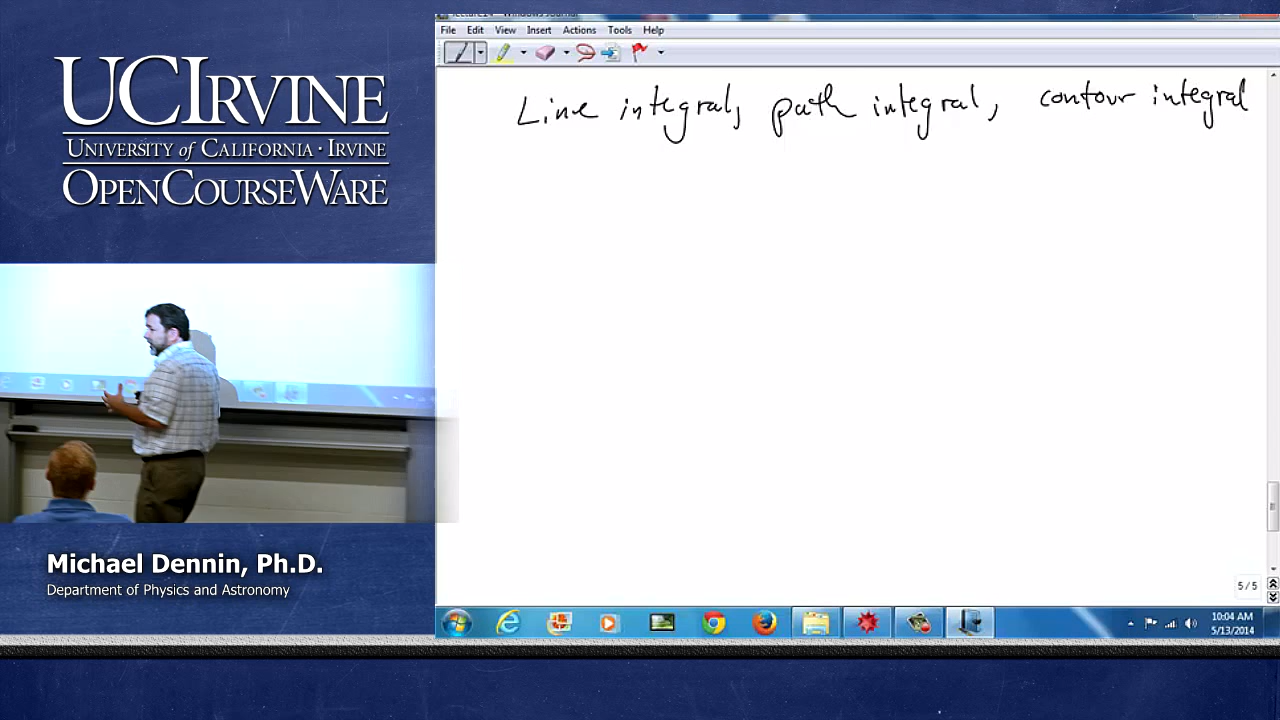 UCIRVINE
UNIVERSITY of CALIFORNIA · IRVINE
OPENCOURSEWARE
Michael Dennin, Ph.D.
Department of Physics and Astronomy
File Edit View Insert Actions Tools Help
Line integral, path integral, contour integral
5 / 5
10:04 AM
5/13/2014